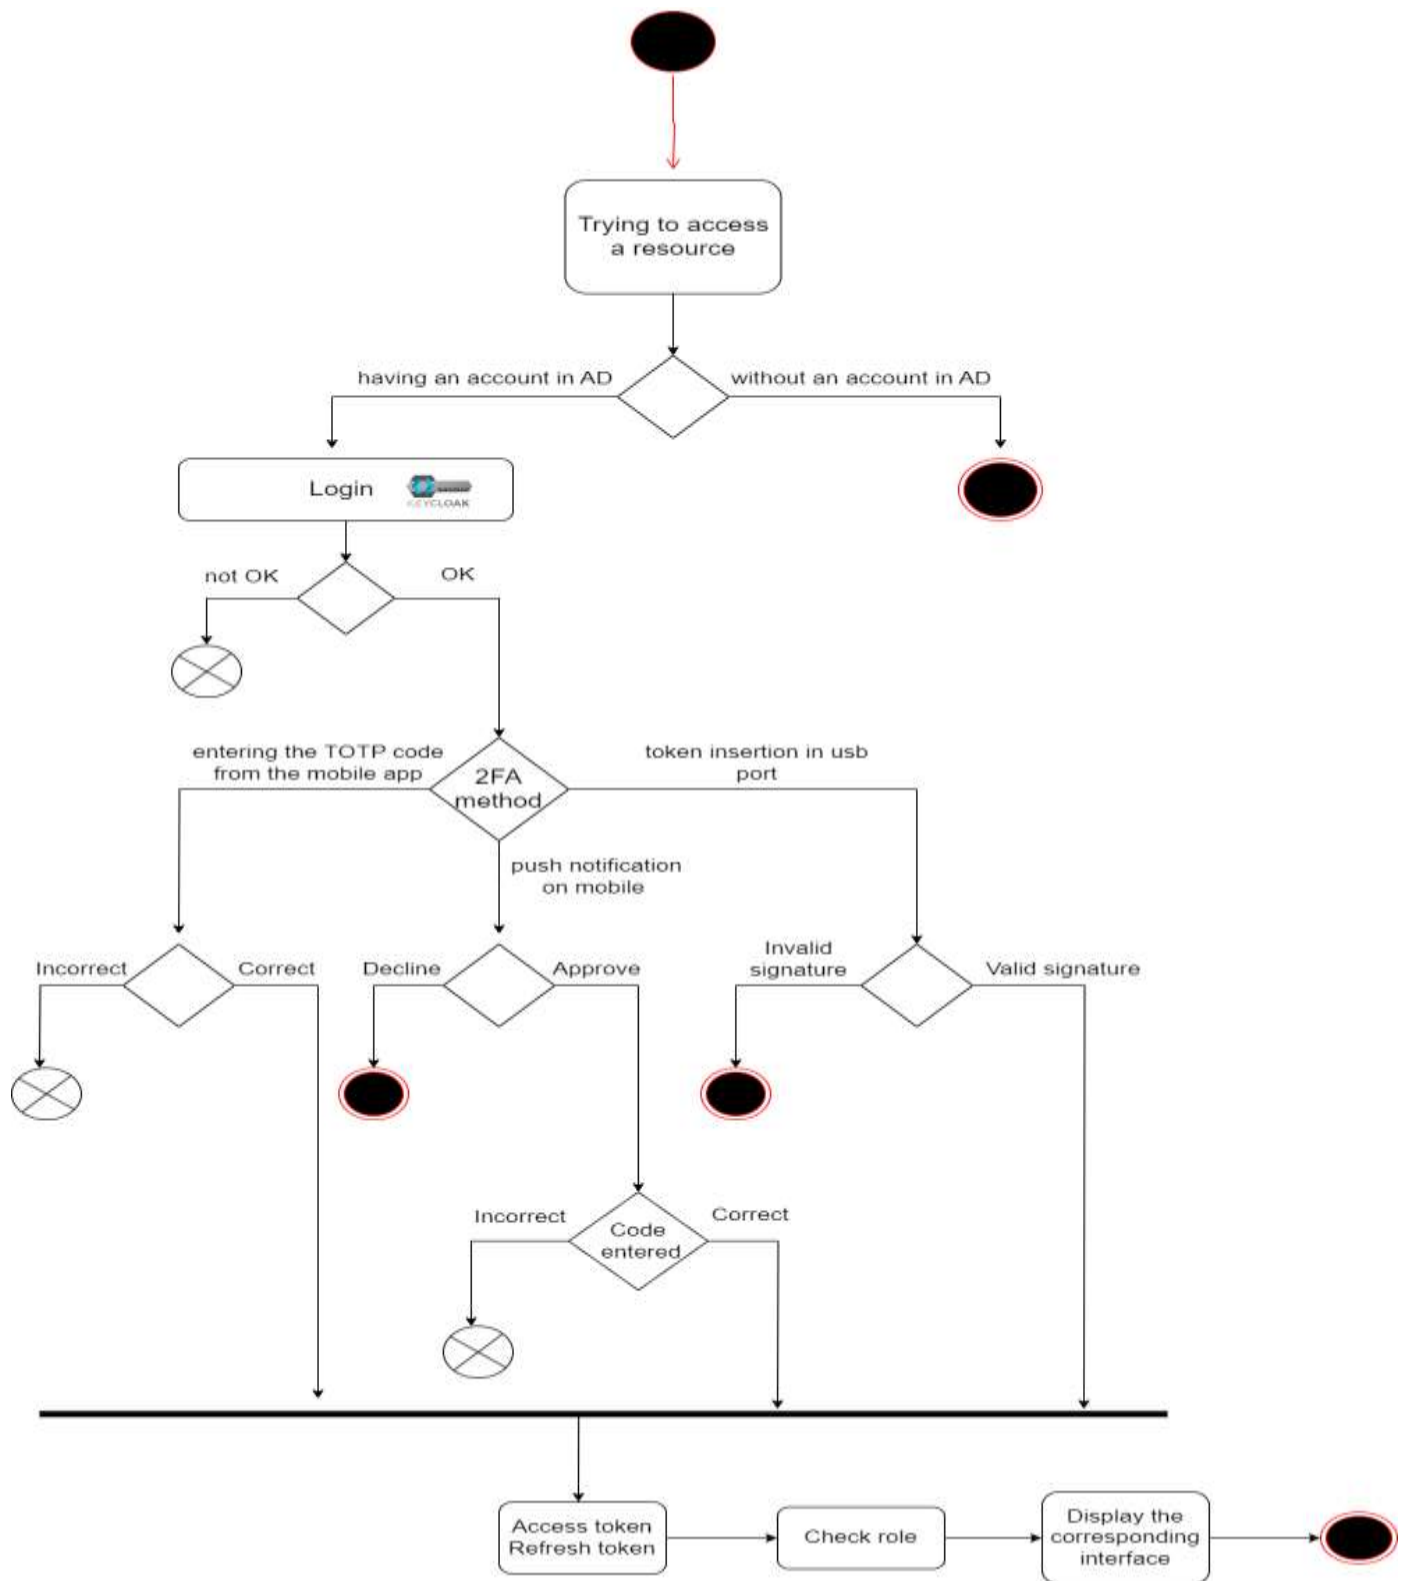 Trying to access
a resource
having an account in AD
without an account in AD
Login
KEYCLOAK
not OK
OK
entering the TOTP code
from the mobile app
2FA
method
token insertion in usb
port
push notification
on mobile
Incorrect
Correct
Decline
Approve
Invalid
signature
Valid signature
Incorrect
Code
entered
Correct
Access token
Refresh token
Check role
Display the
corresponding
interface